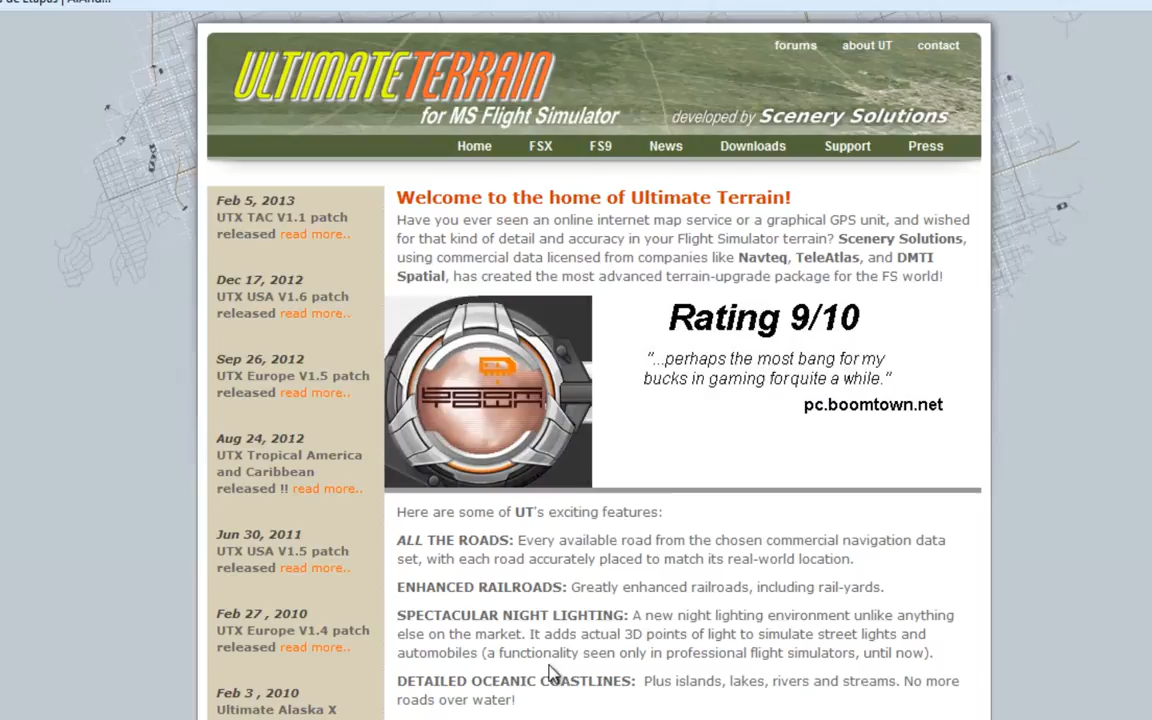 forums about UT contact
ULTIMATE TERRAIN
for MS Flight Simulator
developed by Scenery Solutions
Home FSX FS9 News Downloads Support Press
Feb 5, 2013
UTX TAC V1.1 patch
released read more..
Dec 17, 2012
UTX USA V1.6 patch
released read more..
Sep 26, 2012
UTX Europe V1.5 patch
released read more..
Aug 24, 2012
UTX Tropical America
and Caribbean
released !! read more..
Jun 30, 2011
UTX USA V1.5 patch
released read more..
Feb 27 , 2010
UTX Europe V1.4 patch
released read more..
Feb 3 , 2010
Ultimate Alaska X
Welcome to the home of Ultimate Terrain!
Have you ever seen an online internet map service or a graphical GPS unit, and wished
for that kind of detail and accuracy in your Flight Simulator terrain? Scenery Solutions,
using commercial data licensed from companies like Navteq, TeleAtlas, and DMTI
Spatial, has created the most advanced terrain-upgrade package for the FS world!
Rating 9/10
"...perhaps the most bang for my
bucks in gaming for quite a while."
pc.boomtown.net
Here are some of UT's exciting features:
ALL THE ROADS: Every available road from the chosen commercial navigation data
set, with each road accurately placed to match its real-world location.
ENHANCED RAILROADS: Greatly enhanced railroads, including rail-yards.
SPECTACULAR NIGHT LIGHTING: A new night lighting environment unlike anything
else on the market. It adds actual 3D points of light to simulate street lights and
automobiles (a functionality seen only in professional flight simulators, until now).
DETAILED OCEANIC COASTLINES: Plus islands, lakes, rivers and streams. No more
roads over water!